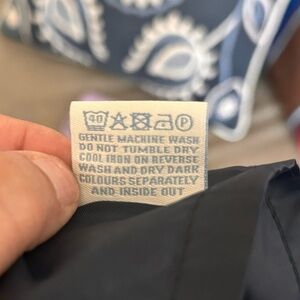 40 P
GENTLE MACHINE WASH
DO NOT TUMBLE DRY
COOL IRON ON REVERSE
WASH AND DRY DARK
COLOURS SEPARATELY
AND INSIDE OUT